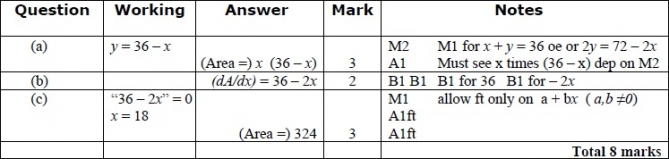 Question Working Answer Mark Notes
(a) y = 36 – x M2 M1 for x + y = 36 oe or 2y = 72 – 2x
(Area =) x (36 – x) 3 A1 Must see x times (36 – x) dep on M2
(b) (dA/dx) = 36 – 2x 2 B1 B1 B1 for 36 B1 for – 2x
(c) “36 – 2x” = 0 M1 allow ft only on a + bx ( a,b ≠0)
x = 18 A1ft
(Area =) 324 3 A1ft
Total 8 marks